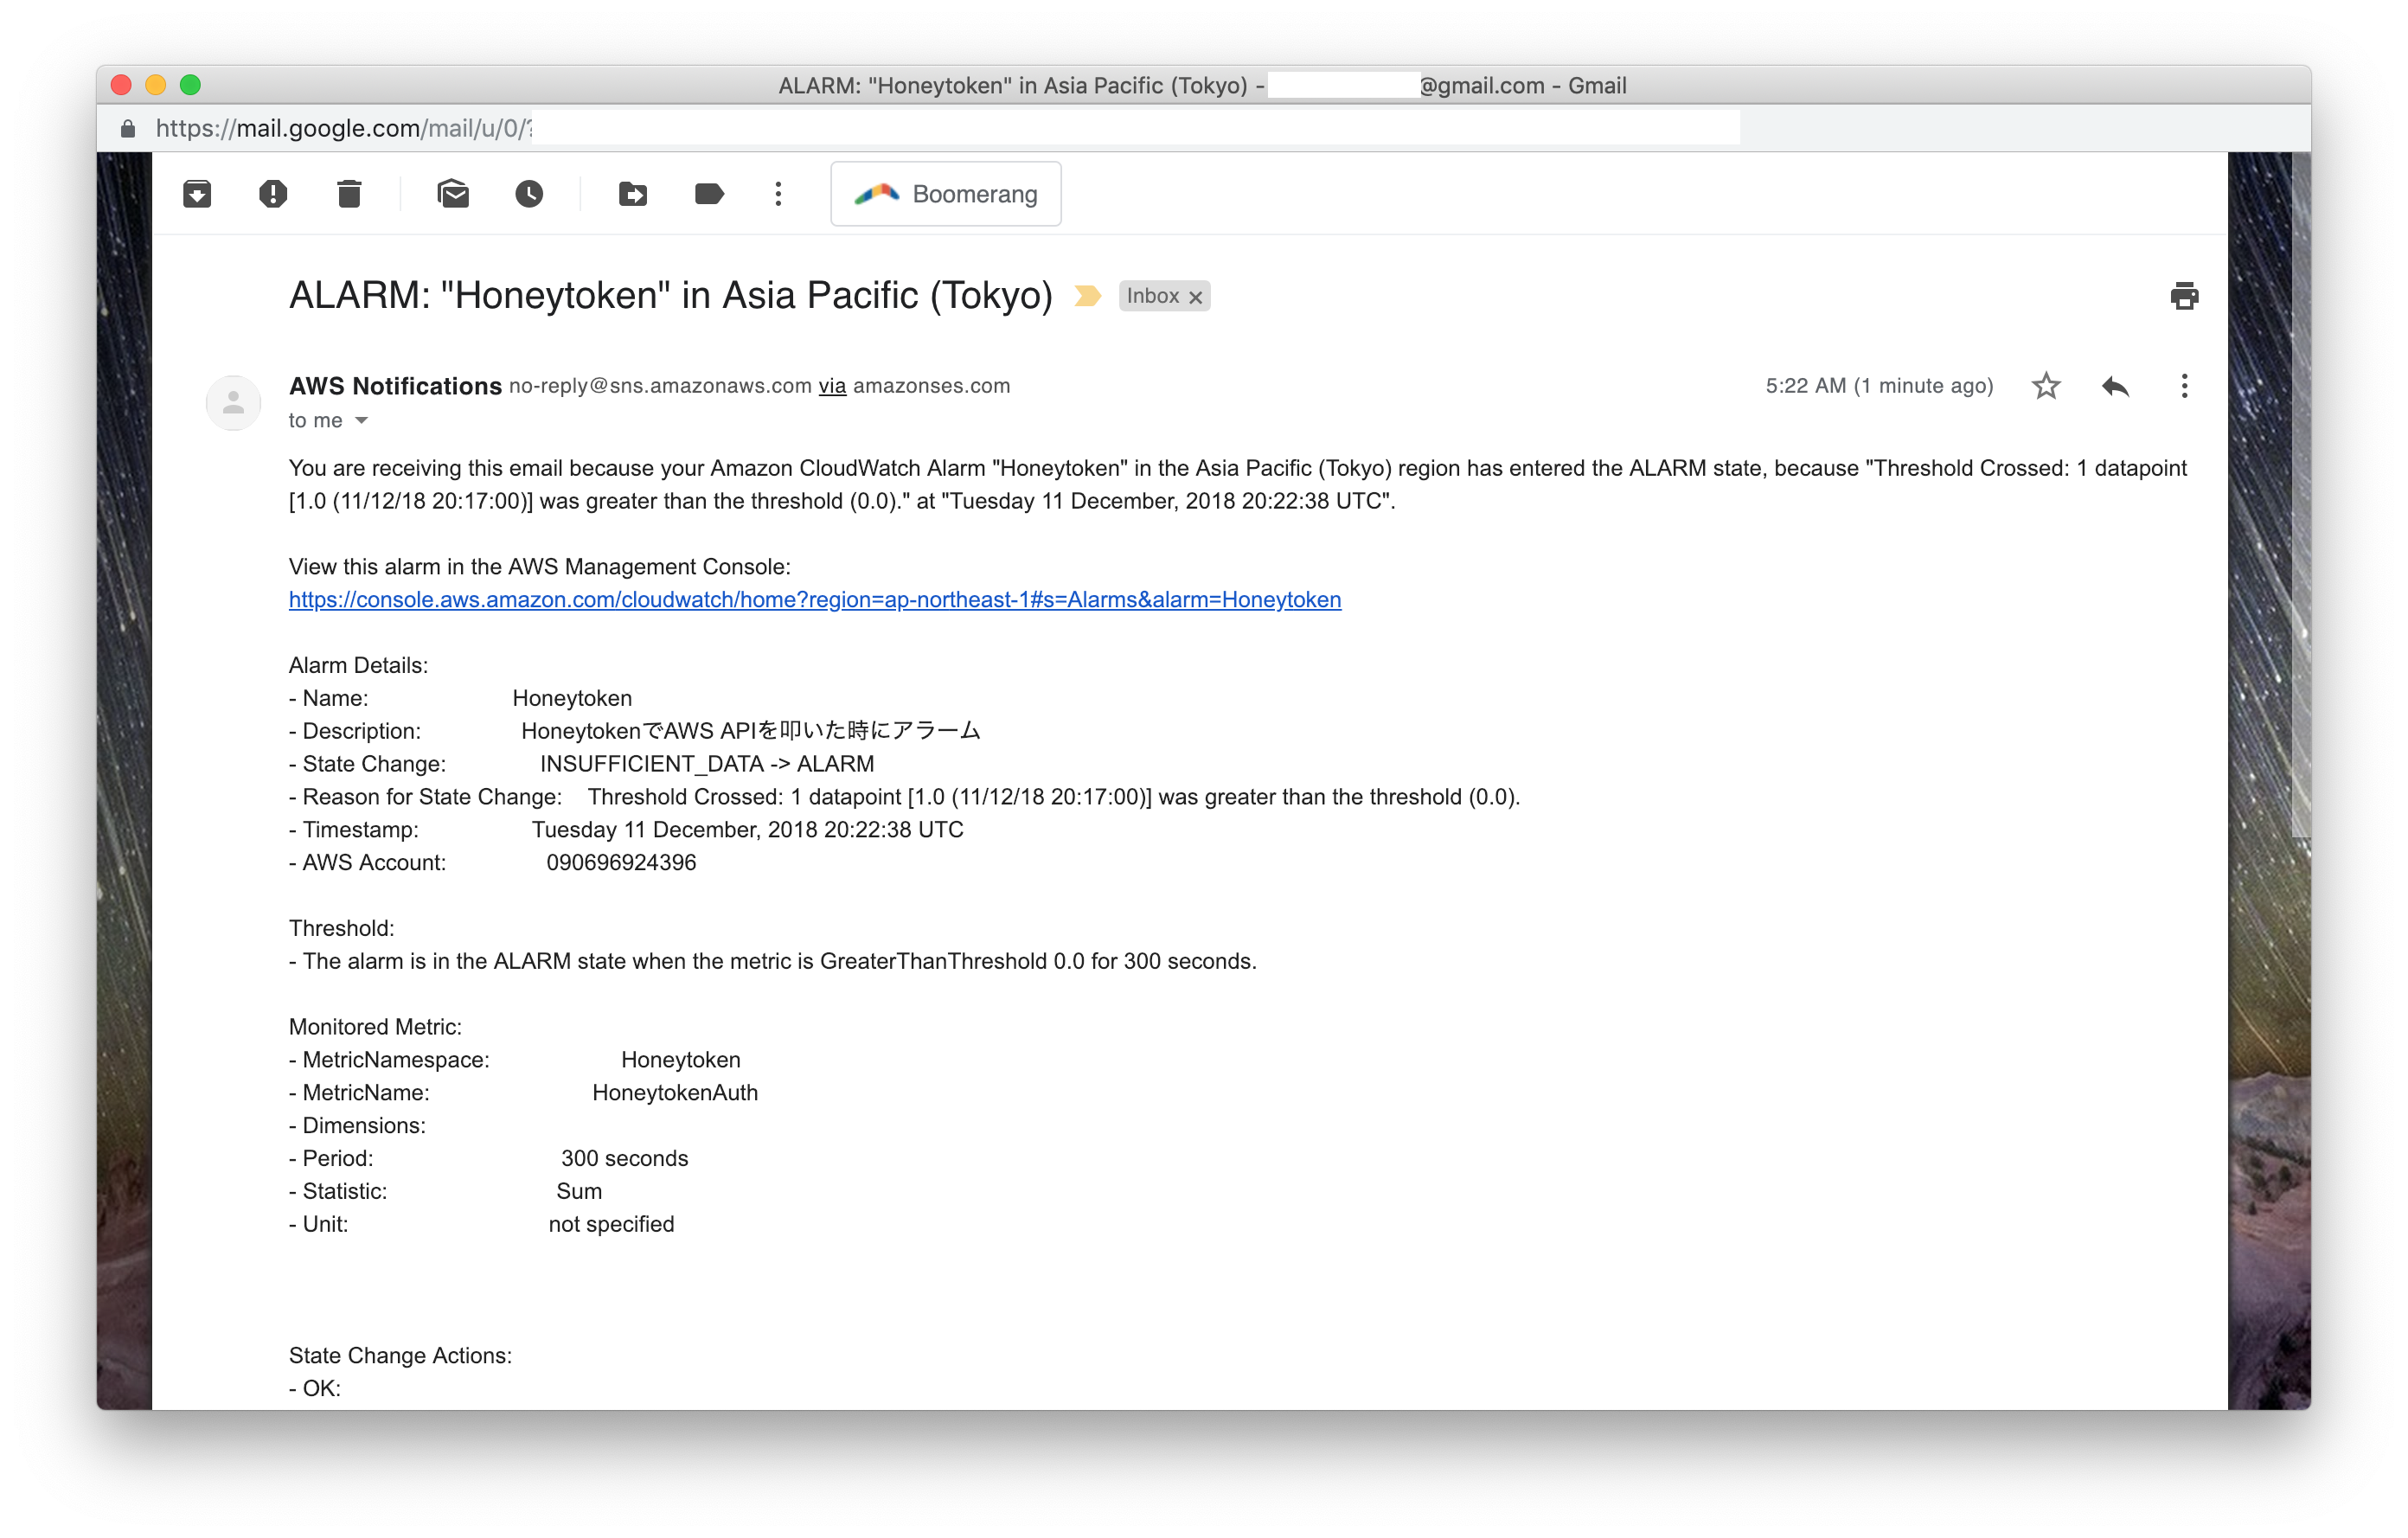 ALARM: "Honeytoken" in Asia Pacific (Tokyo) - @gmail.com - Gmail
https://mail.google.com/mail/u/0/?
Boomerang
ALARM: "Honeytoken" in Asia Pacific (Tokyo) Inbox ×
AWS Notifications no-reply@sns.amazonaws.com via amazonses.com 5:22 AM (1 minute ago)
to me
You are receiving this email because your Amazon CloudWatch Alarm "Honeytoken" in the Asia Pacific (Tokyo) region has entered the ALARM state, because "Threshold Crossed: 1 datapoint
[1.0 (11/12/18 20:17:00)] was greater than the threshold (0.0)." at "Tuesday 11 December, 2018 20:22:38 UTC".
View this alarm in the AWS Management Console:
https://console.aws.amazon.com/cloudwatch/home?region=ap-northeast-1#s=Alarms&alarm=Honeytoken
Alarm Details:
- Name: Honeytoken
- Description: HoneytokenでAWS APIを叩いた時にアラーム
- State Change: INSUFFICIENT_DATA -> ALARM
- Reason for State Change: Threshold Crossed: 1 datapoint [1.0 (11/12/18 20:17:00)] was greater than the threshold (0.0).
- Timestamp: Tuesday 11 December, 2018 20:22:38 UTC
- AWS Account: 090696924396
Threshold:
- The alarm is in the ALARM state when the metric is GreaterThanThreshold 0.0 for 300 seconds.
Monitored Metric:
- MetricNamespace: Honeytoken
- MetricName: HoneytokenAuth
- Dimensions:
- Period: 300 seconds
- Statistic: Sum
- Unit: not specified
State Change Actions:
- OK: